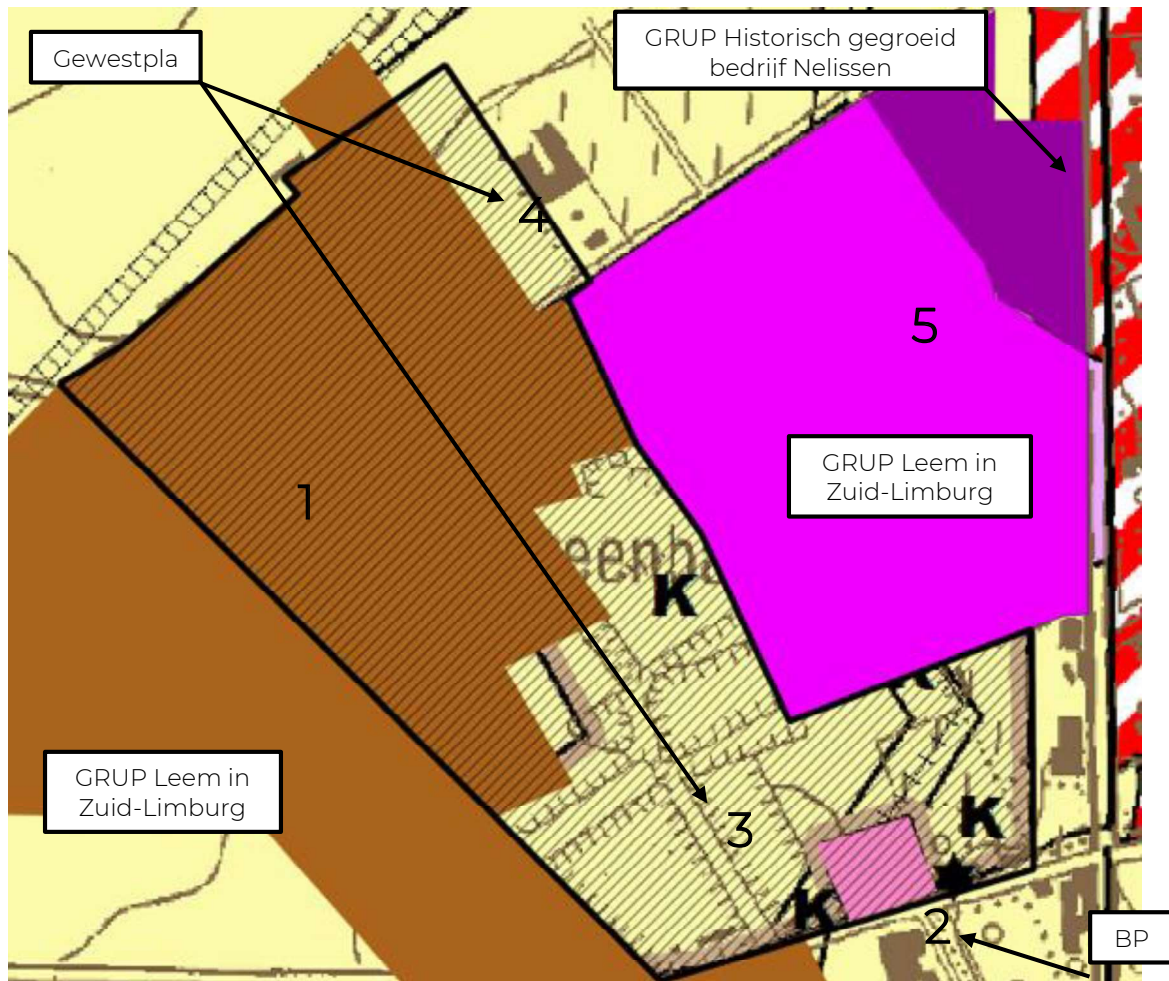 Gewestpla
GRUP Historisch gegroeid
bedrijf Nelissen
4
5
GRUP Leem in
Zuid-Limburg
1
eenh
K
K
GRUP Leem in
Zuid-Limburg
3
K
K
2
BP